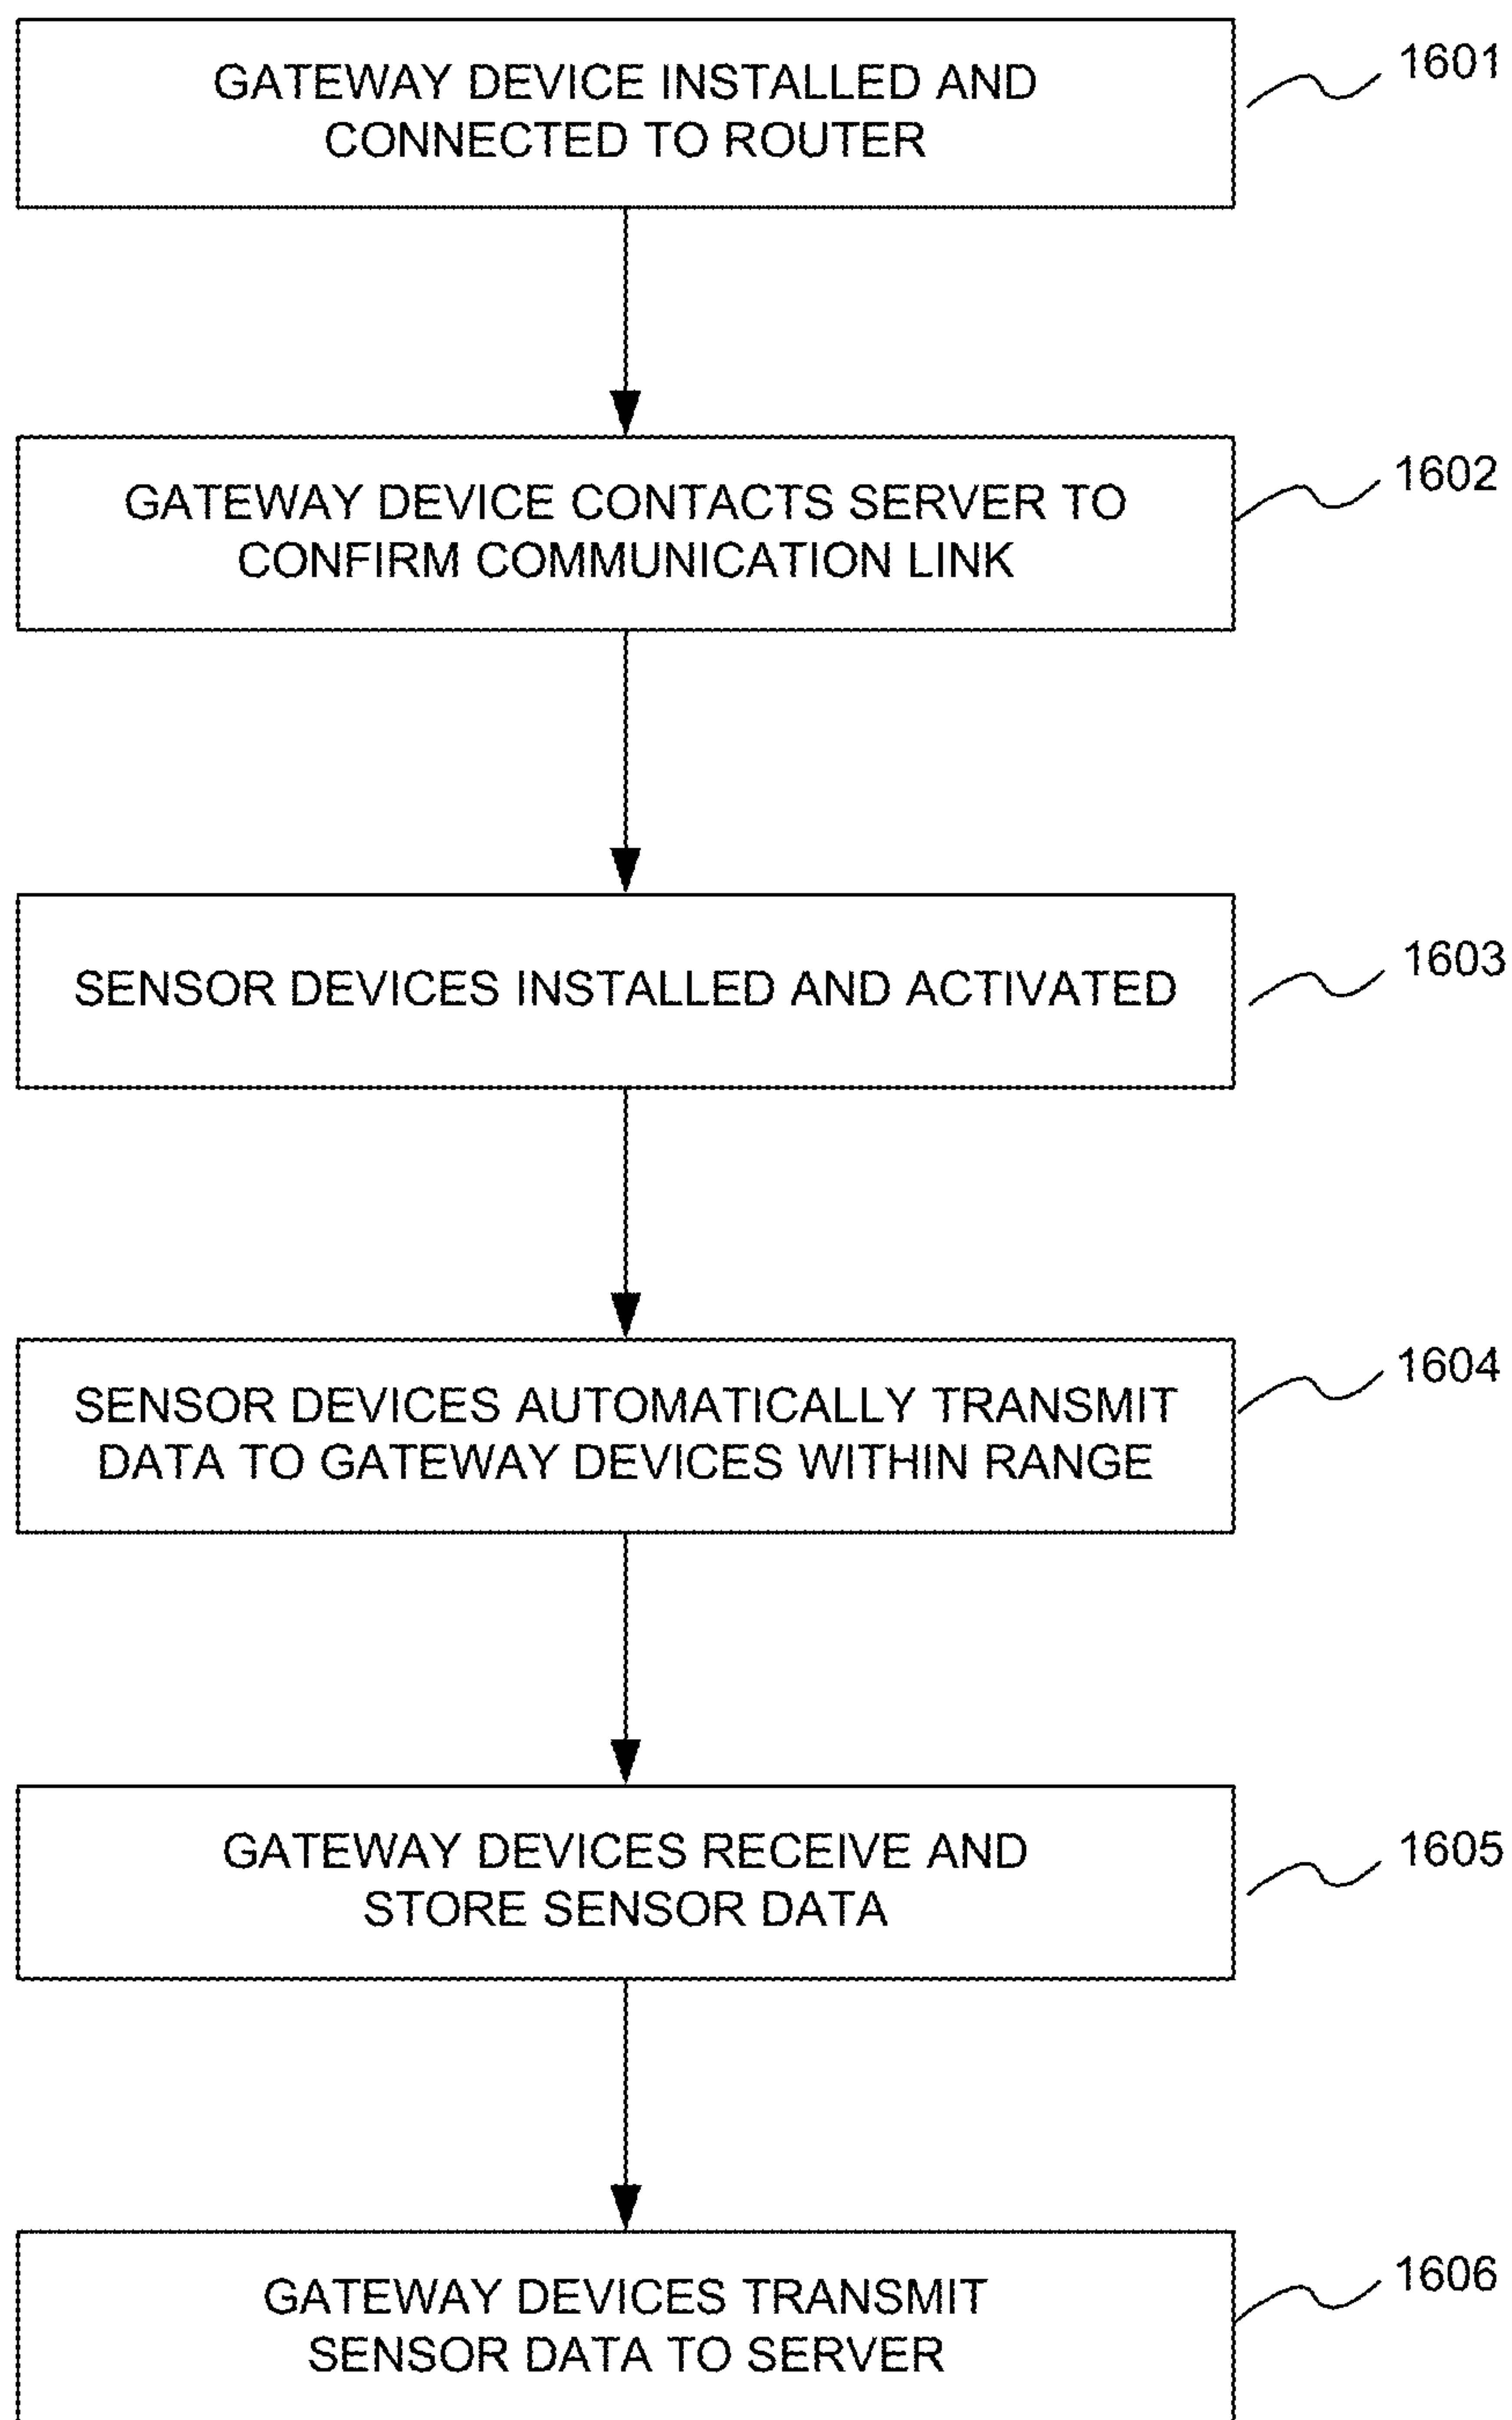 GATEWAY DEVICE INSTALLED AND
CONNECTED TO ROUTER
1601
GATEWAY DEVICE CONTACTS SERVER TO
CONFIRM COMMUNICATION LINK
1602
SENSOR DEVICES INSTALLED AND ACTIVATED
1603
SENSOR DEVICES AUTOMATICALLY TRANSMIT
DATA TO GATEWAY DEVICES WITHIN RANGE
1604
GATEWAY DEVICES RECEIVE AND
STORE SENSOR DATA
1605
GATEWAY DEVICES TRANSMIT
SENSOR DATA TO SERVER
1606